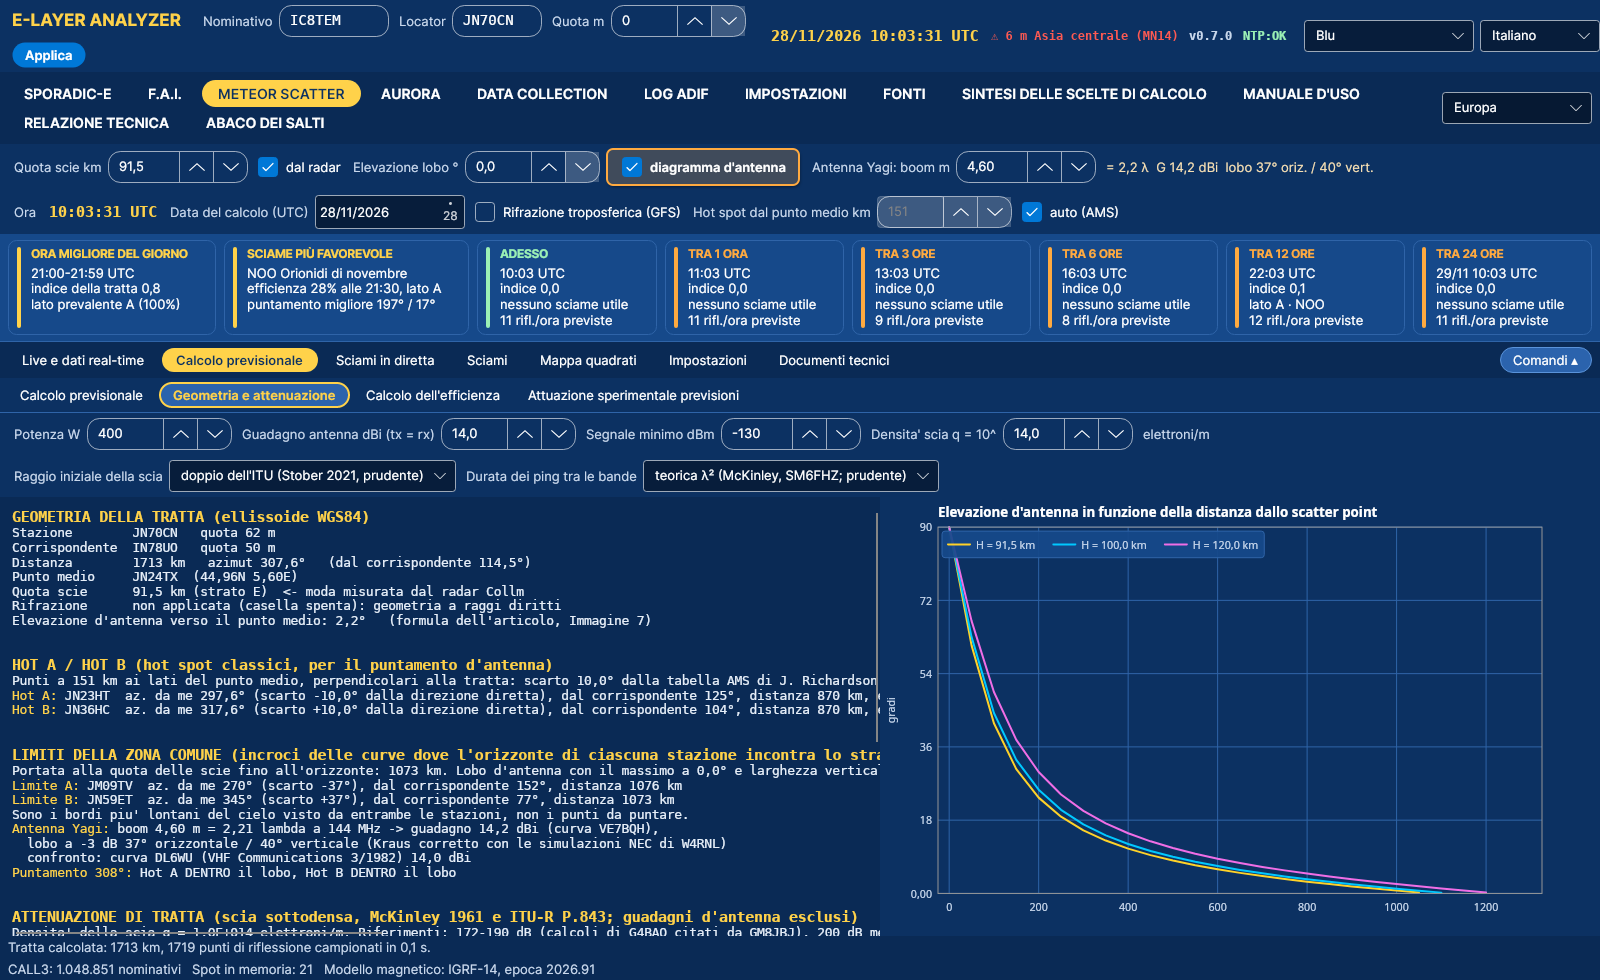 E-LAYER ANALYZER Nominativo IC8TEM Locator JN70CN Quota m 0
28/11/2026 10:03:31 UTC ⚠ 6 m Asia centrale (MN14) v0.7.0 NTP:OK Blu Italiano
Applica
SPORADIC-E F.A.I. METEOR SCATTER AURORA DATA COLLECTION LOG ADIF IMPOSTAZIONI FONTI SINTESI DELLE SCELTE DI CALCOLO MANUALE D'USO
RELAZIONE TECNICA ABACO DEI SALTI
Europa
Quota scie km 91,5 dal radar Elevazione lobo ° 0,0 diagramma d'antenna Antenna Yagi: boom m 4,60 = 2,2 λ G 14,2 dBi lobo 37° oriz. / 40° vert.
Ora 10:03:31 UTC Data del calcolo (UTC) 28/11/2026 28 Rifrazione troposferica (GFS) Hot spot dal punto medio km 151 auto (AMS)
ORA MIGLIORE DEL GIORNO
21:00-21:59 UTC
indice della tratta 0,8
lato prevalente A (100%)
SCIAME PIÙ FAVOREVOLE
NOO Orionidi di novembre
efficienza 28% alle 21:30, lato A
puntamento migliore 197° / 17°
ADESSO
10:03 UTC
indice 0,0
nessuno sciame utile
11 rifl./ora previste
TRA 1 ORA
11:03 UTC
indice 0,0
nessuno sciame utile
11 rifl./ora previste
TRA 3 ORE
13:03 UTC
indice 0,0
nessuno sciame utile
9 rifl./ora previste
TRA 6 ORE
16:03 UTC
indice 0,0
nessuno sciame utile
8 rifl./ora previste
TRA 12 ORE
22:03 UTC
indice 0,1
lato A · NOO
12 rifl./ora previste
TRA 24 ORE
29/11 10:03 UTC
indice 0,0
nessuno sciame utile
11 rifl./ora previste
Live e dati real-time Calcolo previsionale Sciami in diretta Sciami Mappa quadrati Impostazioni Documenti tecnici Comandi ▴
Calcolo previsionale Geometria e attenuazione Calcolo dell'efficienza Attuazione sperimentale previsioni
Potenza W 400 Guadagno antenna dBi (tx = rx) 14,0 Segnale minimo dBm -130 Densita' scia q = 10^ 14,0 elettroni/m
Raggio iniziale della scia doppio dell'ITU (Stober 2021, prudente) Durata dei ping tra le bande teorica λ² (McKinley, SM6FHZ; prudente)
GEOMETRIA DELLA TRATTA (ellissoide WGS84)
Stazione JN70CN quota 62 m
Corrispondente IN78UO quota 50 m
Distanza 1713 km azimut 307,6° (dal corrispondente 114,5°)
Punto medio JN24TX (44,96N 5,60E)
Quota scie 91,5 km (strato E) <- moda misurata dal radar Collm
Rifrazione non applicata (casella spenta): geometria a raggi diritti
Elevazione d'antenna verso il punto medio: 2,2° (formula dell'articolo, Immagine 7)
HOT A / HOT B (hot spot classici, per il puntamento d'antenna)
Punti a 151 km ai lati del punto medio, perpendicolari alla tratta: scarto 10,0° dalla tabella AMS di J. Richardson
Hot A: JN23HT az. da me 297,6° (scarto -10,0° dalla direzione diretta), dal corrispondente 125°, distanza 870 km,
Hot B: JN36HC az. da me 317,6° (scarto +10,0° dalla direzione diretta), dal corrispondente 104°, distanza 870 km,
LIMITI DELLA ZONA COMUNE (incroci delle curve dove l'orizzonte di ciascuna stazione incontra lo stra
Portata alla quota delle scie fino all'orizzonte: 1073 km. Lobo d'antenna con il massimo a 0,0° e larghezza vertica
Limite A: JM09TV az. da me 270° (scarto -37°), dal corrispondente 152°, distanza 1076 km
Limite B: JN59ET az. da me 345° (scarto +37°), dal corrispondente 77°, distanza 1073 km
Sono i bordi piu' lontani del cielo visto da entrambe le stazioni, non i punti da puntare.
Antenna Yagi: boom 4,60 m = 2,21 lambda a 144 MHz -> guadagno 14,2 dBi (curva VE7BQH),
lobo a -3 dB 37° orizzontale / 40° verticale (Kraus corretto con le simulazioni NEC di W4RNL)
confronto: curva DL6WU (VHF Communications 3/1982) 14,0 dBi
Puntamento 308°: Hot A DENTRO il lobo, Hot B DENTRO il lobo
ATTENUAZIONE DI TRATTA (scia sottodensa, McKinley 1961 e ITU-R P.843; guadagni d'antenna esclusi)
Densita' della scia q = 1,0E+014 elettroni/m. Riferimenti: 172-190 dB (calcoli di G4BAO citati da GM8JBJ), 200 dB me
Elevazione d'antenna in funzione della distanza dallo scatter point
H = 91,5 km H = 100,0 km H = 120,0 km
90
72
54
36
18
0,00
gradi
0 200 400 600 800 1000 1200
Tratta calcolata: 1713 km, 1719 punti di riflessione campionati in 0,1 s.
CALL3: 1.048.851 nominativi Spot in memoria: 21 Modello magnetico: IGRF-14, epoca 2026.91